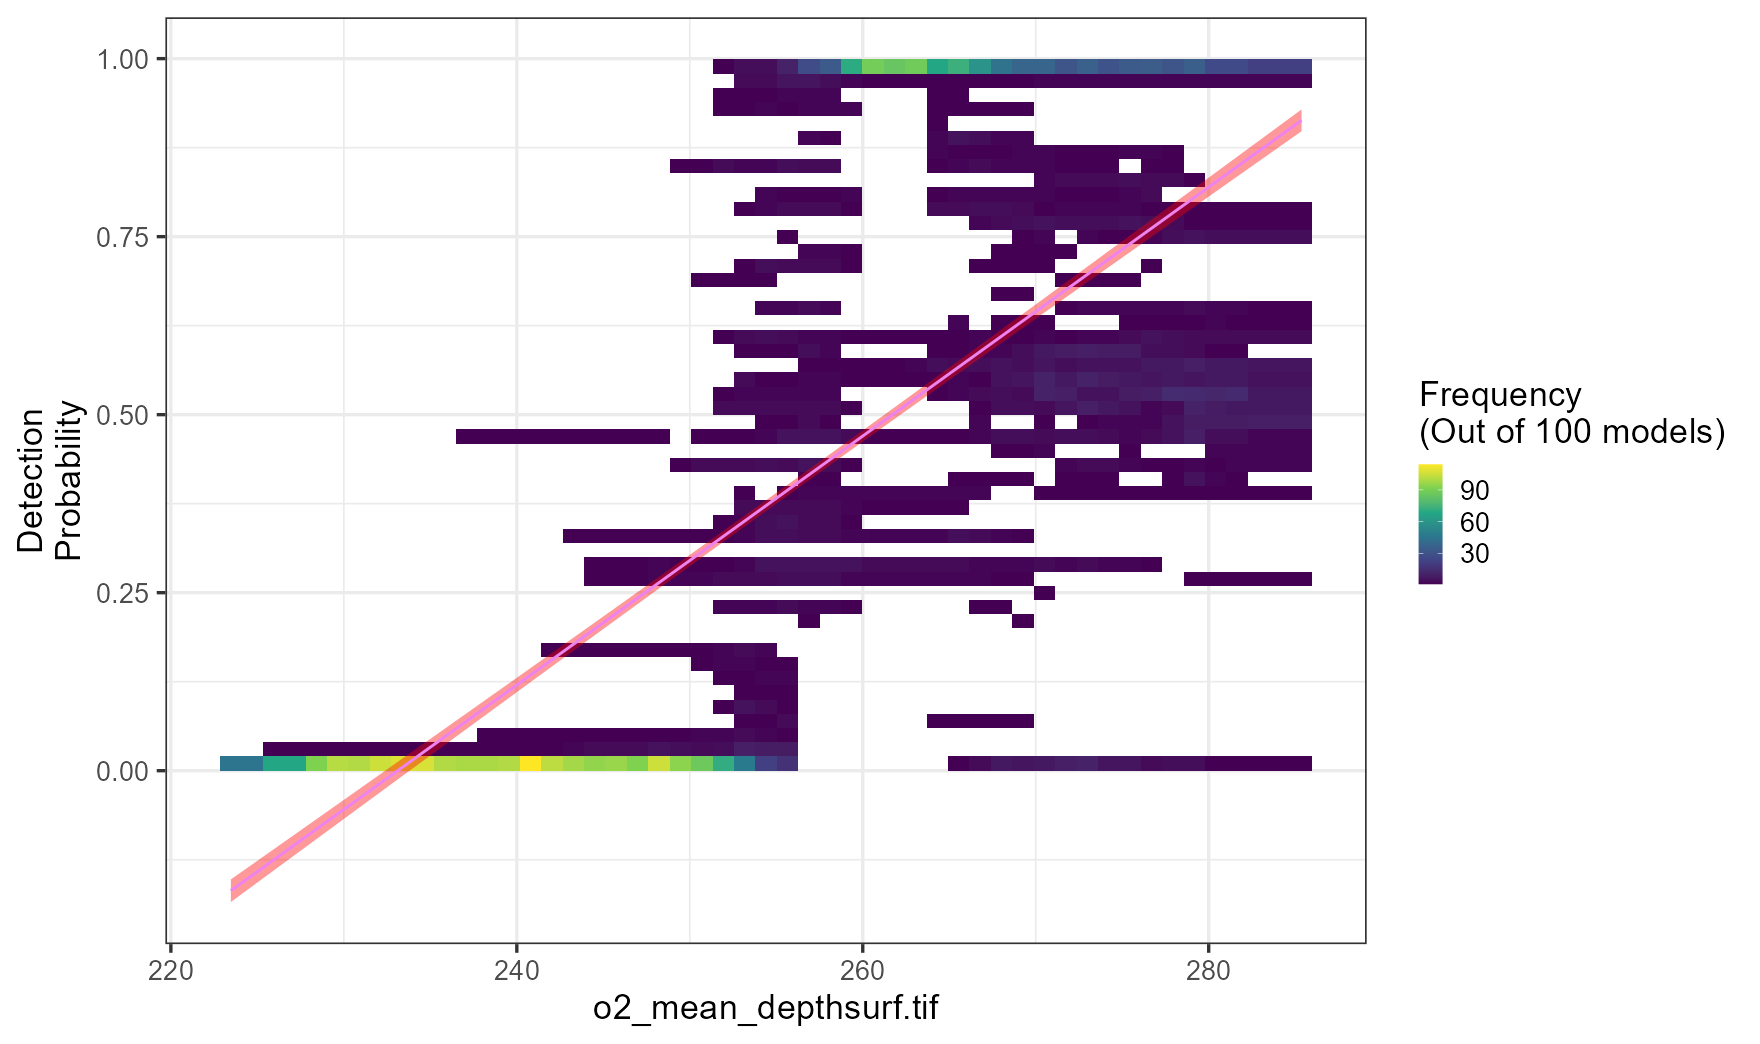 1.00
0.75
0.50
0.25
0.00
Detection
Probability
220 240 260 280
o2_mean_depthsurf.tif
Frequency
(Out of 100 models)
90
60
30